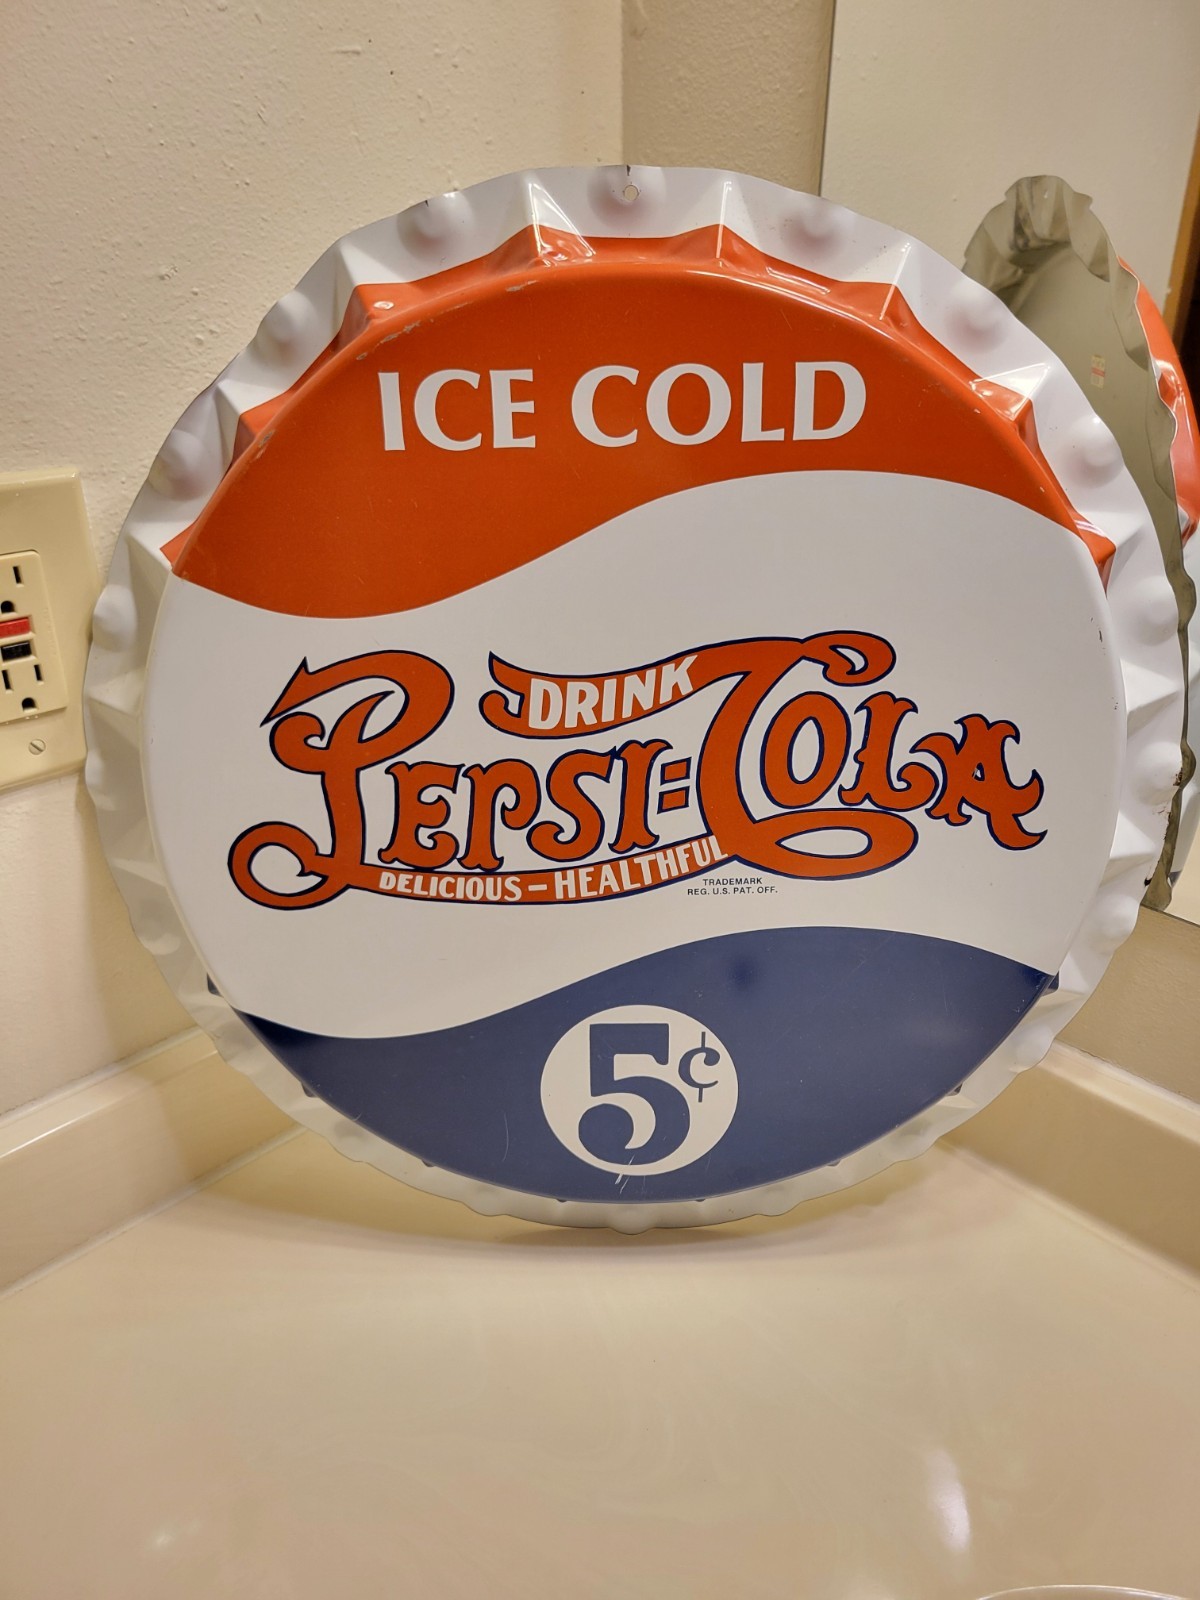 ICE COLD
DRINK
PEPSI=COLA
DELICIOUS-HEALTHFUL
TRADEMARK
REG. U.S. PAT. OFF.
5¢